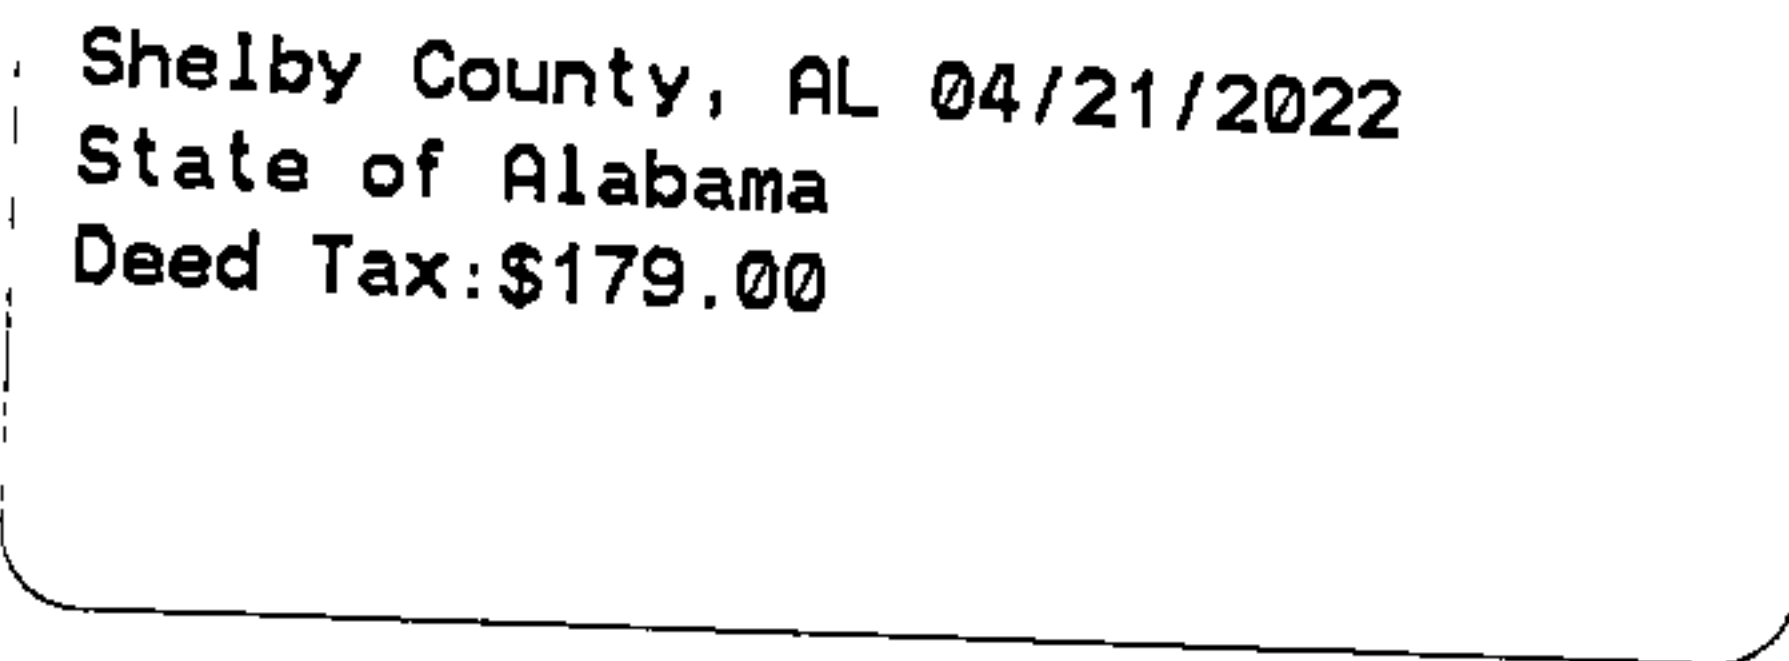 Shelby County, AL 04/21/2022
State of Alabama
Deed Tax:$179.00